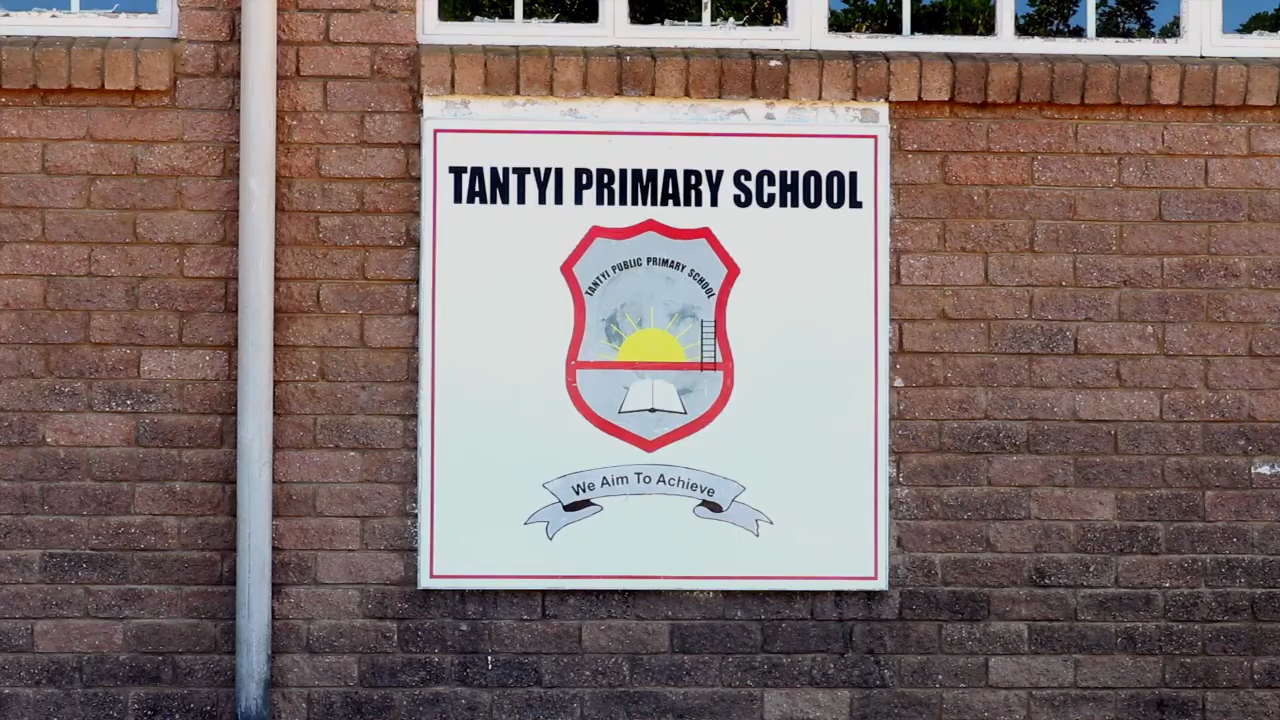 TANTYI PRIMARY SCHOOL
TANTYI PUBLIC PRIMARY SCHOOL
We Aim To Achieve